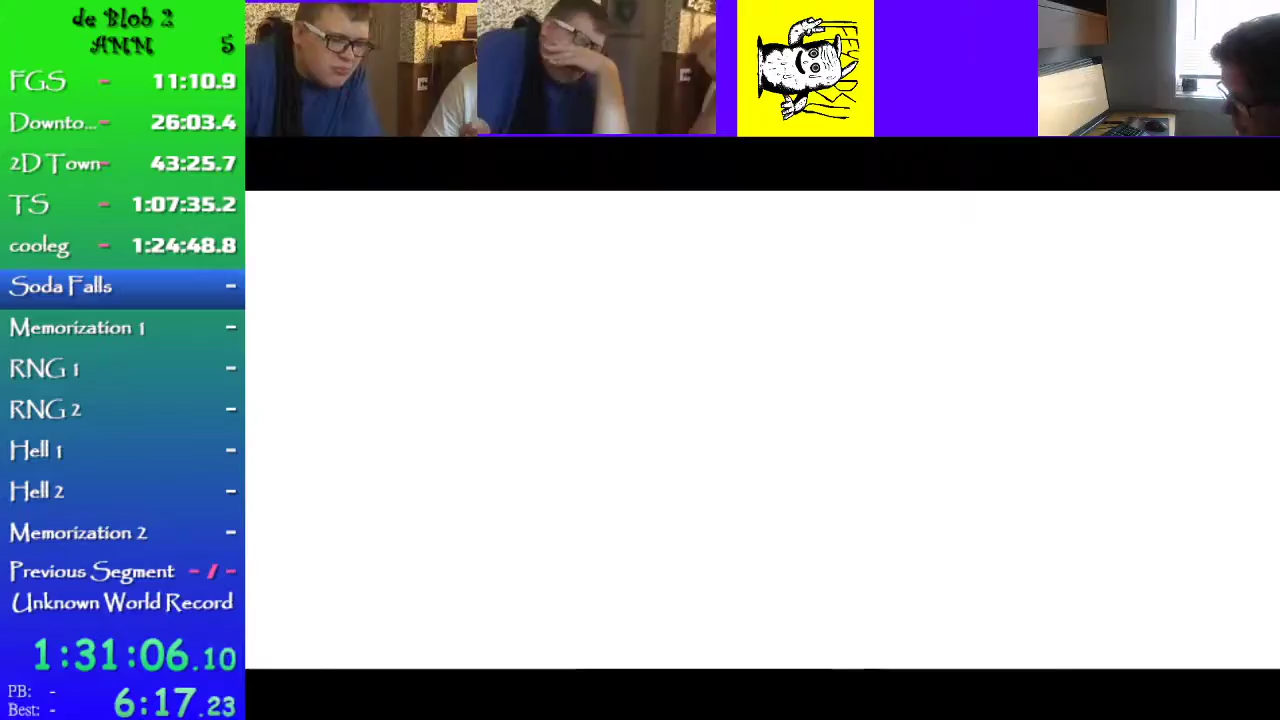 de Blob 2
ANN 5
FGS - 11:10.9
Downto... - 26:03.4
2D Town - 43:25.7
TS - 1:07:35.2
cooleg - 1:24:48.8
Soda Falls -
Memorization 1 -
RNG 1 -
RNG 2 -
Hell 1 -
Hell 2 -
Memorization 2 -
Previous Segment - / -
Unknown World Record
1:31:06.10
PB: -
Best: -
6:17.23